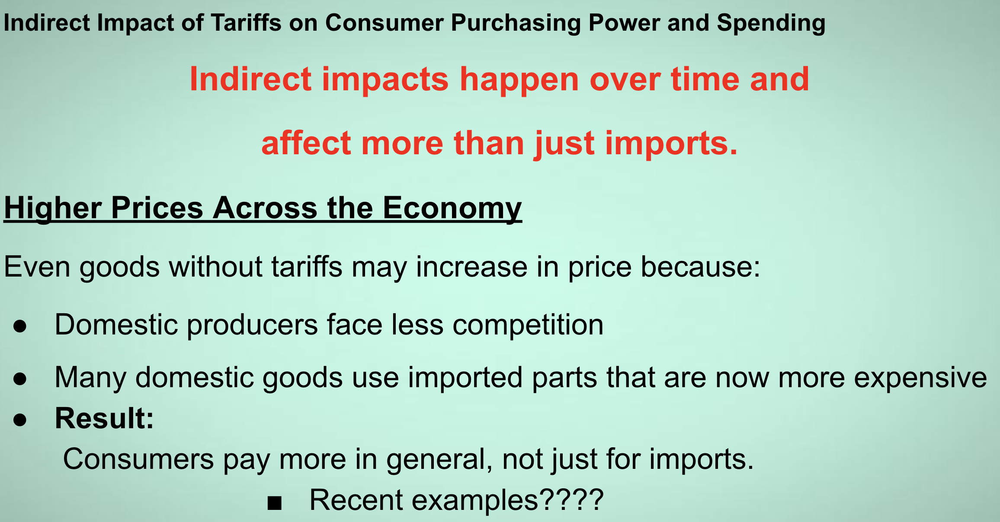 Indirect Impact of Tariffs on Consumer Purchasing Power and Spending
Indirect impacts happen over time and
affect more than just imports.
Higher Prices Across the Economy
Even goods without tariffs may increase in price because:
● Domestic producers face less competition
● Many domestic goods use imported parts that are now more expensive
● Result:
Consumers pay more in general, not just for imports.
■ Recent examples????